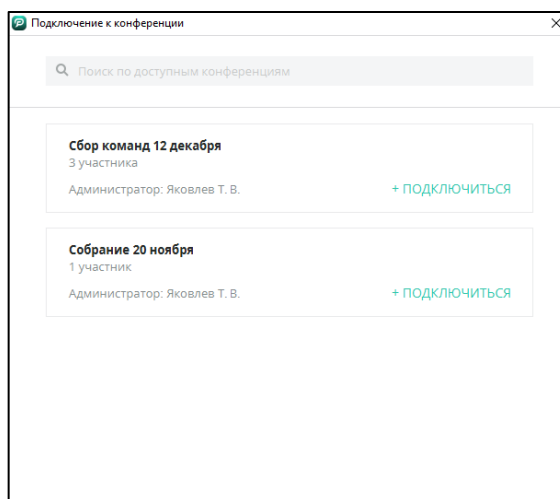 Подключение к конференции
Поиск по доступным конференциям
Сбор команд 12 декабря
3 участника
Администратор: Яковлев Т. В.
+ ПОДКЛЮЧИТЬСЯ
Собрание 20 ноября
1 участник
Администратор: Яковлев Т. В.
+ ПОДКЛЮЧИТЬСЯ